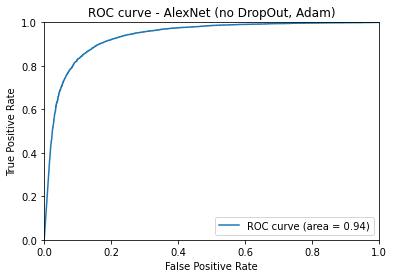 ROC curve - AlexNet (no DropOut, Adam)
True Positive Rate
1.0
0.8
0.6
0.4
0.2
0.0
ROC curve (area = 0.94)
0.0 0.2 0.4 0.6 0.8 1.0
False Positive Rate